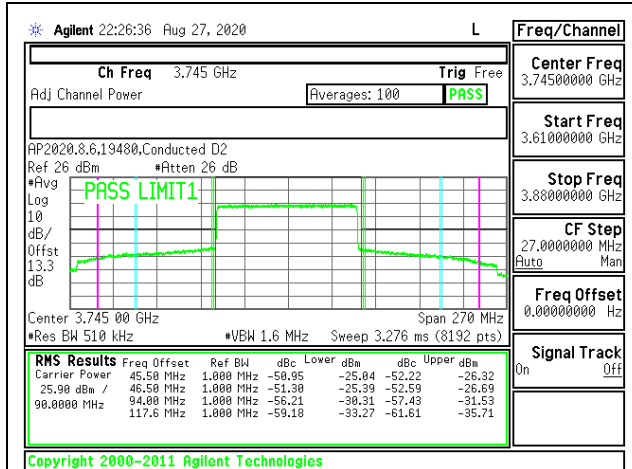 Agilent 22:26:36 Aug 27, 2020 L
Ch Freq 3.745 GHz Trig Free
Adj Channel Power Averages: 100 PASS
AP2020.8.6,19480,Conducted D2
Ref 26 dBm #Atten 26 dB
#Avg
Log
10
dB/
Offst
13.3
dB
PASS LIMIT1
Center 3.745 00 GHz Span 270 MHz
#Res BW 510 kHz #VBW 1.6 MHz Sweep 3.276 ms (8192 pts)
RMS Results Freq Offset Ref BW dBc Lower dBm dBc Upper dBm
Carrier Power 45.50 MHz 1.000 MHz -50.95 -25.04 -52.22 -26.32
25.90 dBm / 46.50 MHz 1.000 MHz -51.30 -25.39 -52.59 -26.69
90.0000 MHz 94.00 MHz 1.000 MHz -56.21 -30.31 -57.43 -31.53
117.6 MHz 1.000 MHz -59.18 -33.27 -61.61 -35.71
Copyright 2000-2011 Agilent Technologies
Freq/Channel
Center Freq
3.74500000 GHz
Start Freq
3.61000000 GHz
Stop Freq
3.88000000 GHz
CF Step
27.0000000 MHz
Auto Man
Freq Offset
0.00000000 Hz
Signal Track
On Off